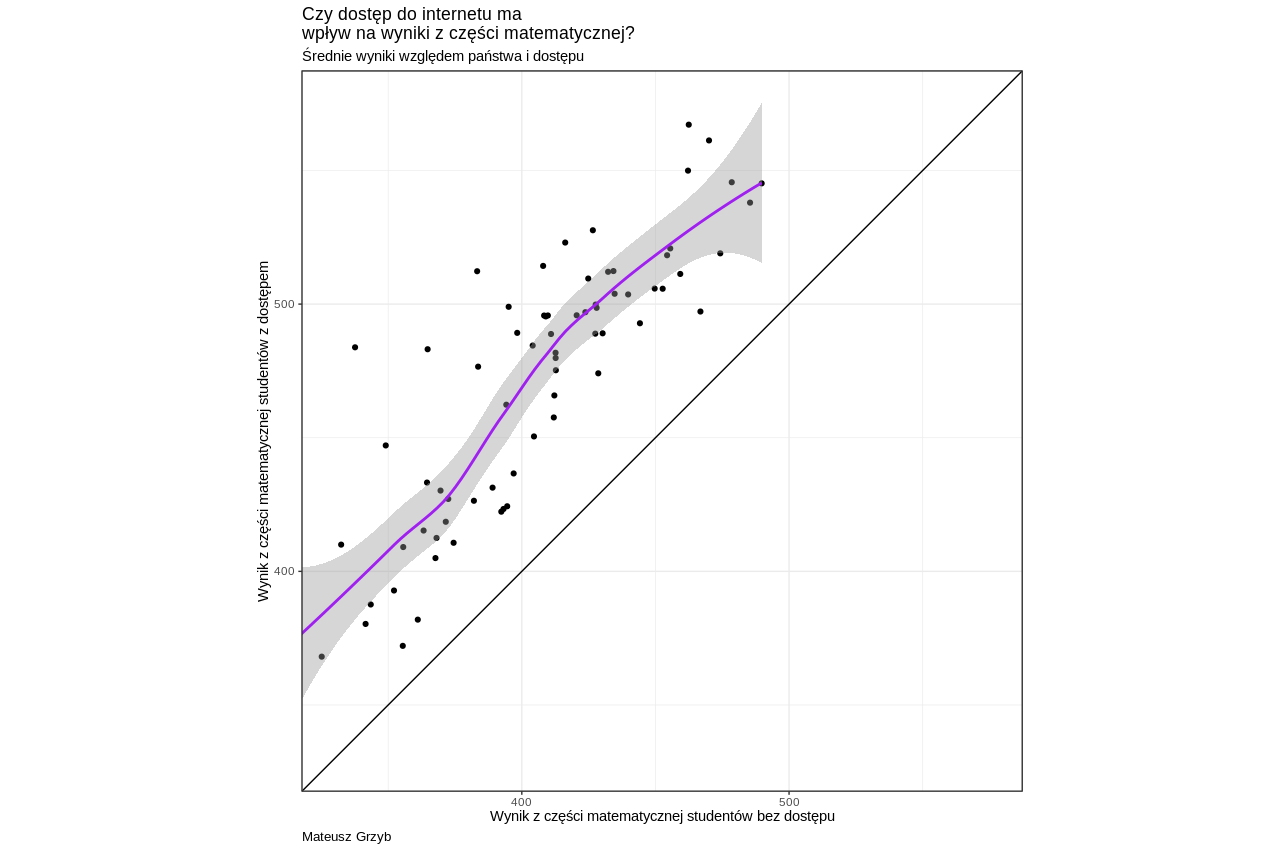 Czy dostęp do internetu ma
wpływ na wyniki z części matematycznej?
Średnie wyniki względem państwa i dostępu
Wynik z części matematycznej studentów z dostępem
500
400
400
500
Wynik z części matematycznej studentów bez dostępu
Mateusz Grzyb